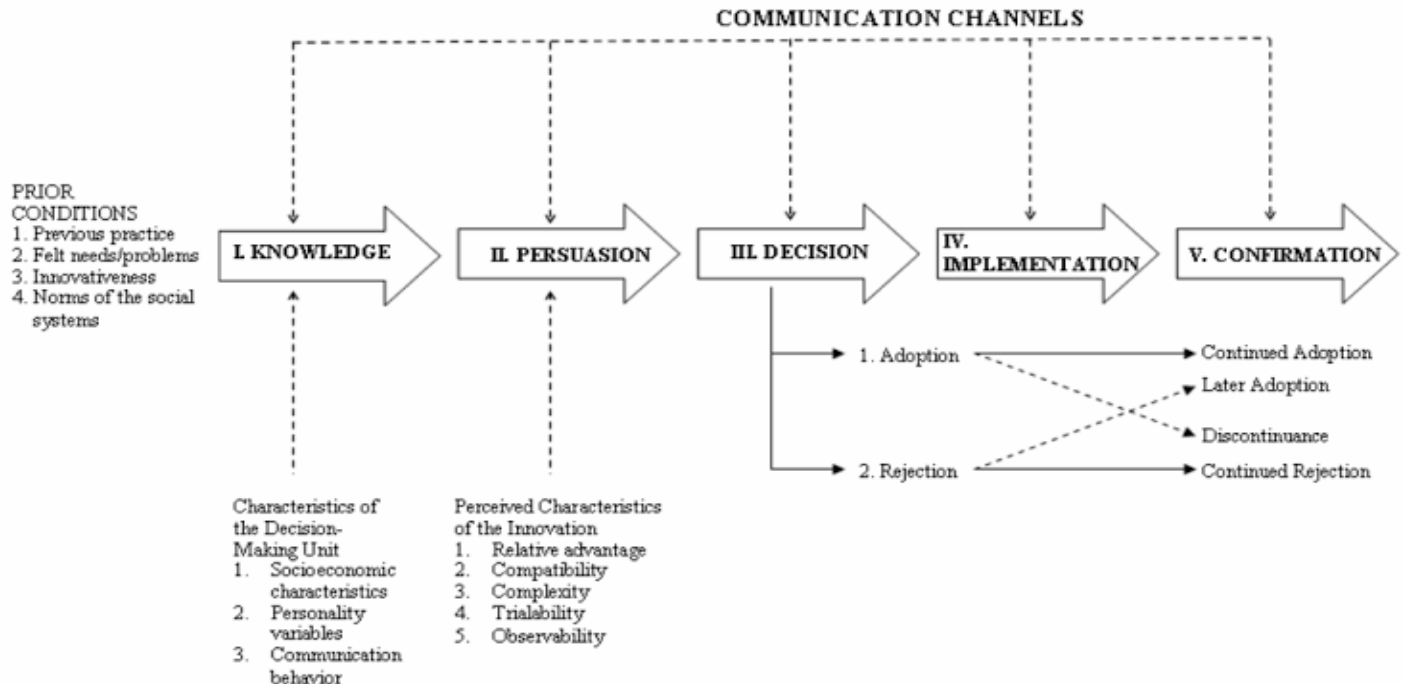 COMMUNICATION CHANNELS
PRIOR
CONDITIONS
1. Previous practice
2. Felt needs/problems
3. Innovativeness
4. Norms of the social
systems
I. KNOWLEDGE
II. PERSUASION
III. DECISION
IV.
IMPLEMENTATION
V. CONFIRMATION
1. Adoption
Continued Adoption
Later Adoption
Discontinuance
2. Rejection
Continued Rejection
Characteristics of
the Decision-
Making Unit
1. Socioeconomic
characteristics
2. Personality
variables
3. Communication
behavior
Perceived Characteristics
of the Innovation
1. Relative advantage
2. Compatibility
3. Complexity
4. Trialability
5. Observability